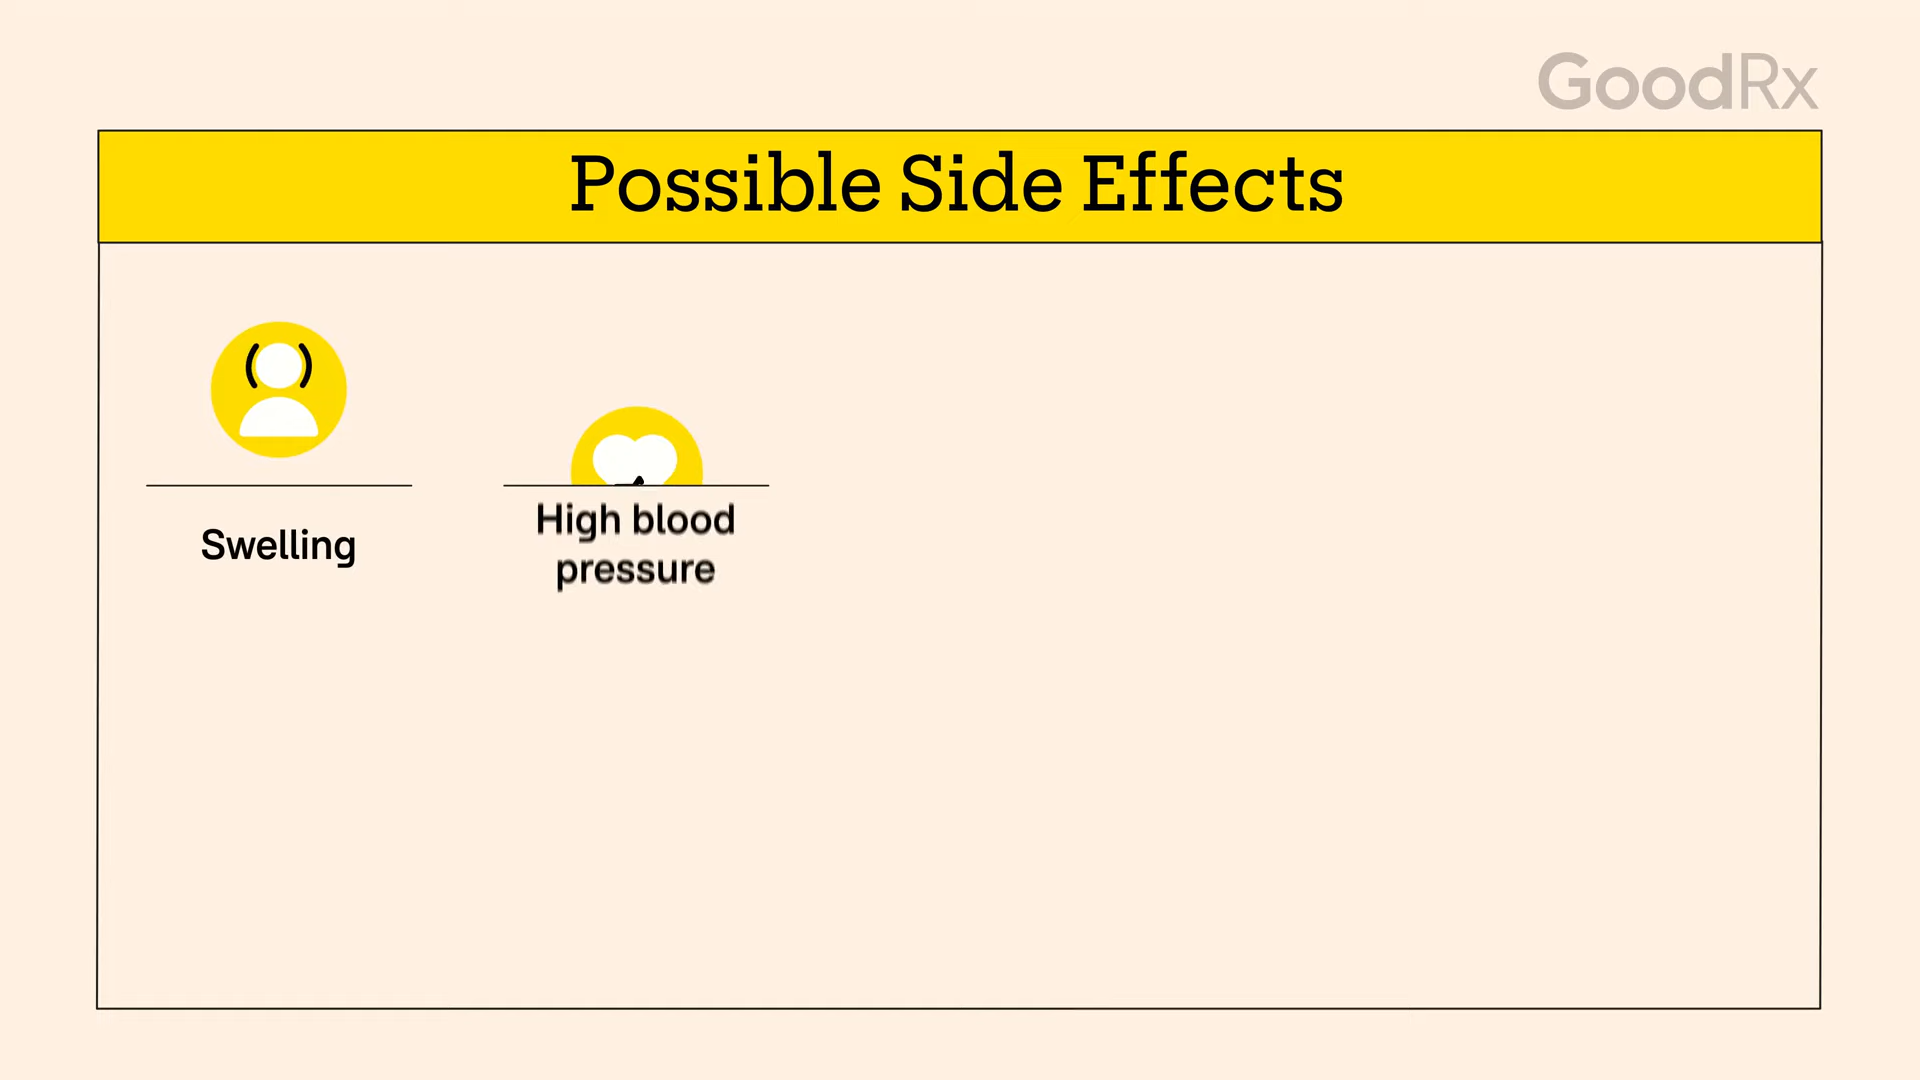 GoodRx
Possible Side Effects
Swelling
High blood
pressure